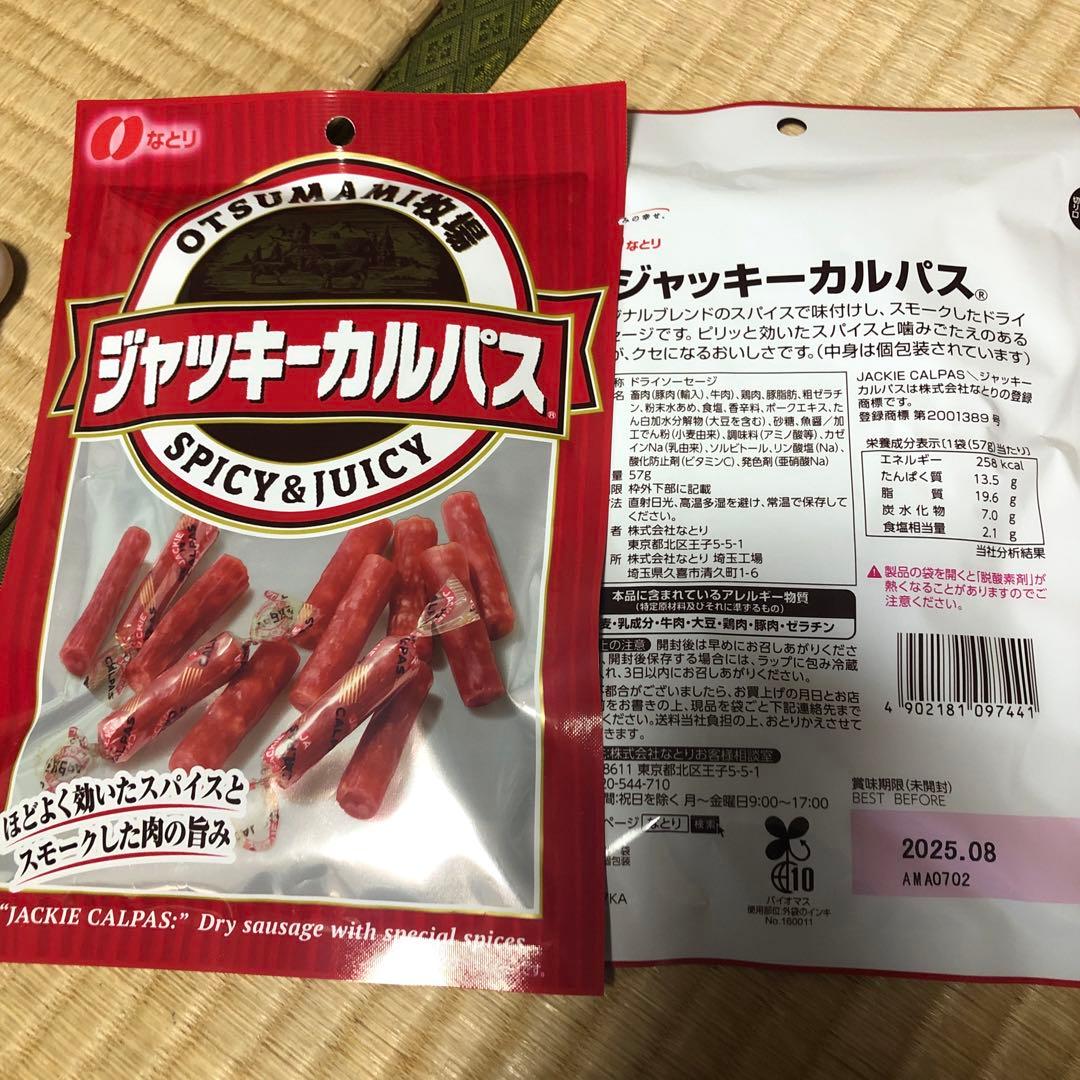 なとり
OTSUMAMI牧場
ジャッキーカルパス®
SPICY&JUICY
ほどよく効いたスパイスと
スモークした肉の旨み
"JACKIE CALPAS:" Dry sausage with special spices.
みの幸せ。
なとり
切り口
ジャッキーカルパス®
ジナルブレンドのスパイスで味付けし、スモークしたドライ
セージです。ピリッと効いたスパイスと噛みごたえのある
が、クセになるおいしさです。(中身は個包装されています)
称 ドライソーセージ
名 畜肉(豚肉(輸入)、牛肉)、鶏肉、豚脂肪、粗ゼラチ
ン、粉末水あめ、食塩、香辛料、ポークエキス、た
ん白加水分解物(大豆を含む)、砂糖、魚醤/加
工でん粉(小麦由来)、調味料(アミノ酸等)、カゼ
インNa(乳由来)、ソルビトール、リン酸塩(Na)、
酸化防止剤(ビタミンC)、発色剤(亜硝酸Na)
量 57g
限 枠外下部に記載
法 直射日光、高温多湿を避け、常温で保存して
ください。
者 株式会社なとり
東京都北区王子5-5-1
所 株式会社なとり 埼玉工場
埼玉県久喜市清久町1-6
JACKIE CALPAS\ジャッキー
カルパスは株式会社なとりの登録
商標です。
登録商標 第2001389号
栄養成分表示(1袋(57g)当たり)
エネルギー 258 kcal
たんぱく質 13.5 g
脂質 19.6 g
炭水化物 7.0 g
食塩相当量 2.1 g
当社分析結果
製品の袋を開くと「脱酸素剤」が
熱くなることがありますのでご
注意ください。
本品に含まれているアレルギー物質
(特定原材料及びそれに準ずるもの)
麦・乳成分・牛肉・大豆・鶏肉・豚肉・ゼラチン
上の注意 開封後は早めにお召しあがりくださ
、開封後保存する場合には、ラップに包み冷蔵
れ、3日以内にお召しあがりください。
都合がございましたら、お買上げの月日とお店
をお書きの上、現品を袋ごと下記連絡先まで
ください。送料当社負担の上、おとりかえさせて
きます。
株式会社なとりお客様相談室
8611 東京都北区王子5-5-1
20-544-710
間:祝日を除く 月~金曜日9:00~17:00
ページ なとり 検索
袋
個包装
KA
4 902181 097441
賞味期限(未開封)
BEST BEFORE
2025.08
AMA0702
10
バイオマス
使用部位:外袋のインキ
No.160011